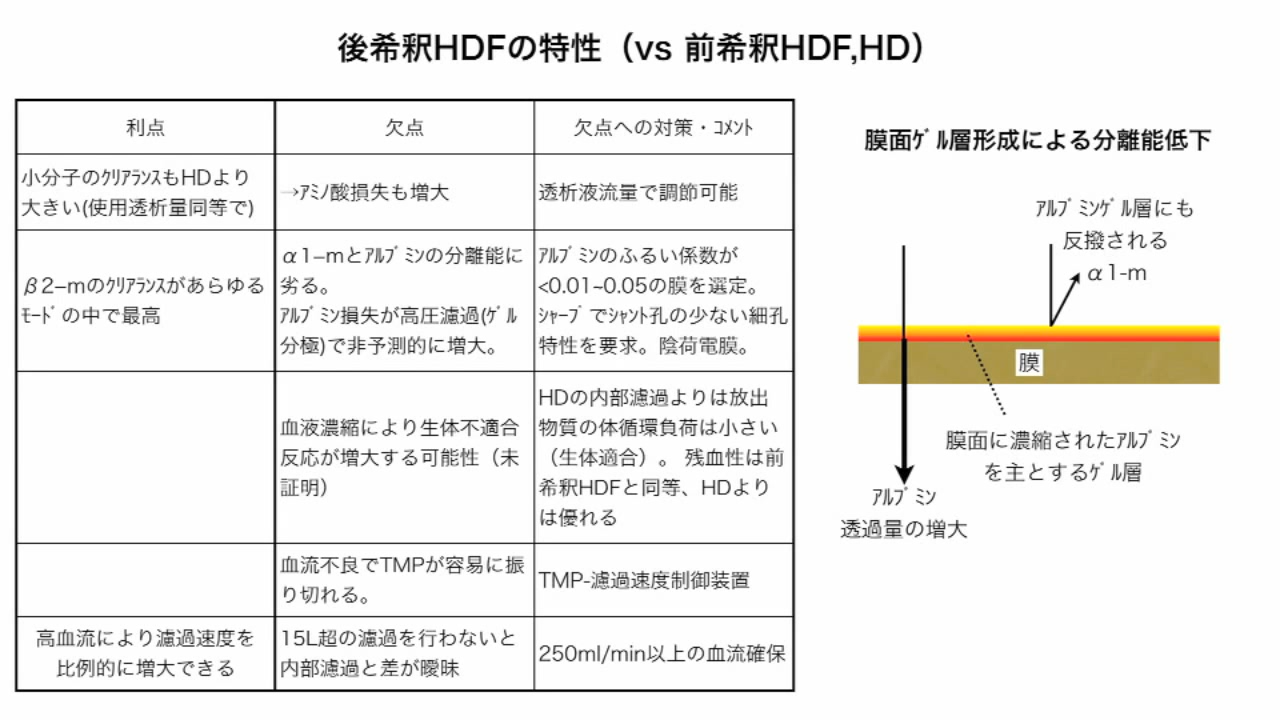 後希釈HDFの特性（vs 前希釈HDF,HD）
利点
欠点
欠点への対策・ｺﾒﾝﾄ
小分子のｸﾘｱﾗﾝｽもHDより
大きい(使用透析量同等で)
→ｱﾐﾉ酸損失も増大
透析液流量で調節可能
β2–mのｸﾘｱﾗﾝｽがあらゆる
ﾓｰﾄﾞの中で最高
α1–mとｱﾙﾌﾞﾐﾝの分離能に
劣る。
ｱﾙﾌﾞﾐﾝ損失が高圧濾過(ｹﾞﾙ
分極)で非予測的に増大。
ｱﾙﾌﾞﾐﾝのふるい係数が
<0.01~0.05の膜を選定。
ｼｬｰﾌﾟでｼｬﾝﾄ孔の少ない細孔
特性を要求。陰荷電膜。
血液濃縮により生体不適合
反応が増大する可能性（未
証明）
HDの内部濾過よりは放出
物質の体循環負荷は小さい
（生体適合）。 残血性は前
希釈HDFと同等、HDより
は優れる
血流不良でTMPが容易に振
り切れる。
TMP-濾過速度制御装置
高血流により濾過速度を
比例的に増大できる
15L超の濾過を行わないと
内部濾過と差が曖昧
250ml/min以上の血流確保
膜面ｹﾞﾙ層形成による分離能低下
ｱﾙﾌﾞﾐﾝｹﾞﾙ層にも
反撥される
α1-m
膜
膜面に濃縮されたｱﾙﾌﾞﾐﾝ
を主とするｹﾞﾙ層
ｱﾙﾌﾞﾐﾝ
透過量の増大